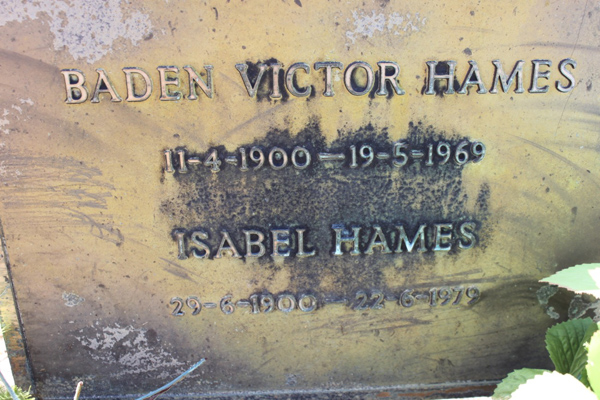 BADEN VICTOR HAMES
11-4-1900-19-5-1969
ISABEL HAMES
29-6-1900-22-6-1979